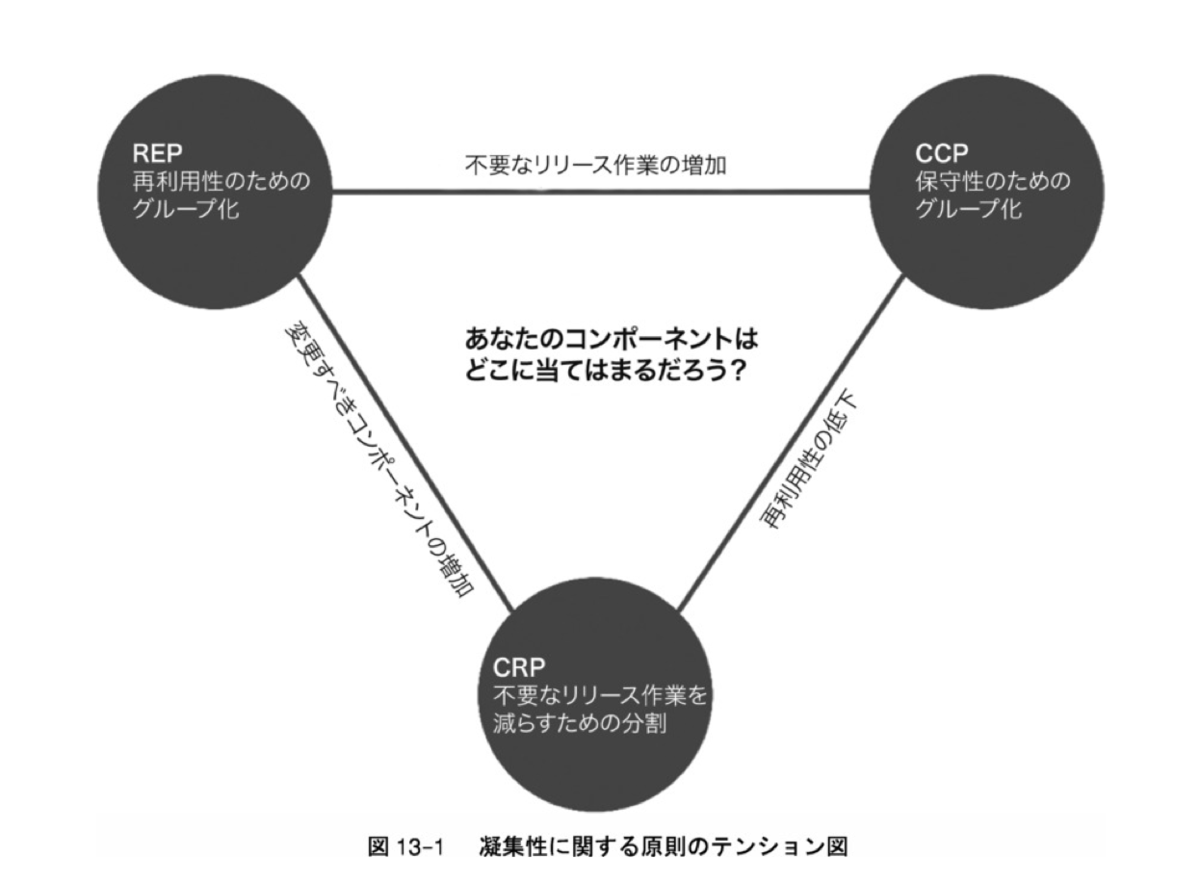 REP
再利用性のための
グループ化
不要なリリース作業の増加
CCP
保守性のための
グループ化
あなたのコンポーネントは
どこに当てはまるだろう？
変更すべきコンポーネントの増加
再利用性の低下
CRP
不要なリリース作業を
減らすための分割
図 13-1 凝集性に関する原則のテンション図